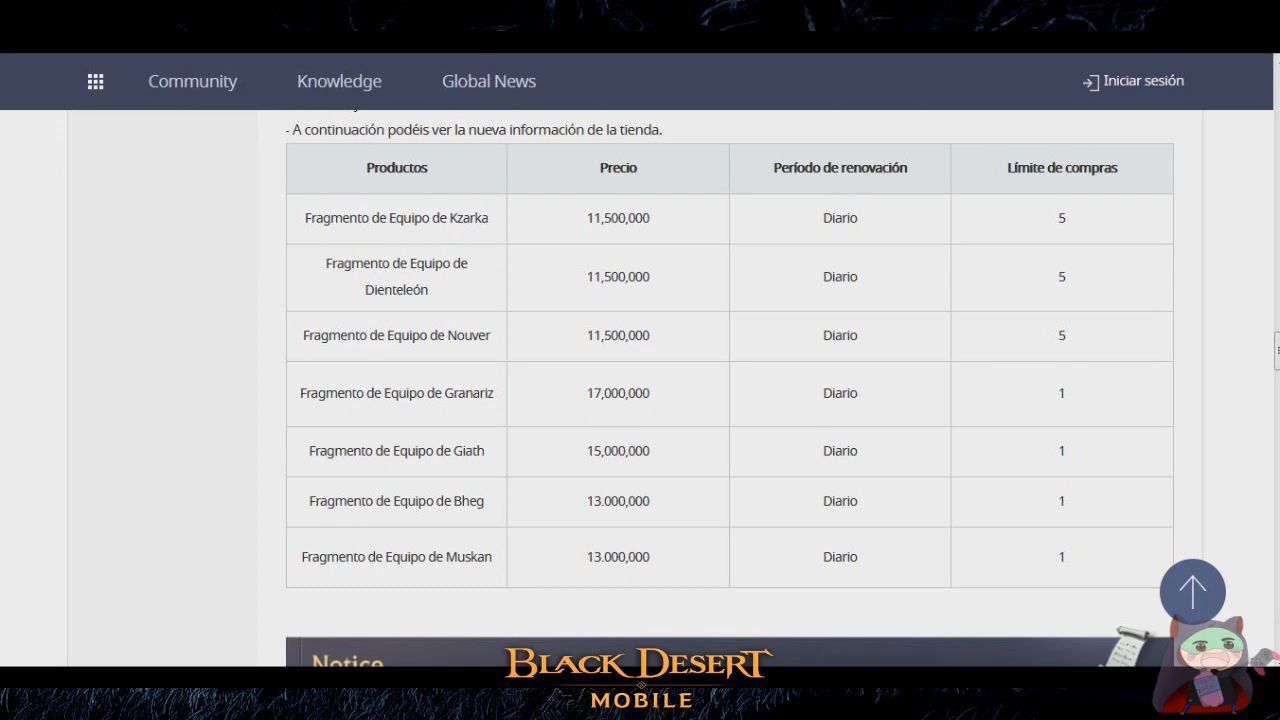 Community Knowledge Global News Iniciar sesión
- A continuación podéis ver la nueva información de la tienda.
Productos Precio Período de renovación Límite de compras
Fragmento de Equipo de Kzarka 11,500,000 Diario 5
Fragmento de Equipo de
Dienteleón 11,500,000 Diario 5
Fragmento de Equipo de Nouver 11,500,000 Diario 5
Fragmento de Equipo de Granariz 17,000,000 Diario 1
Fragmento de Equipo de Giath 15,000,000 Diario 1
Fragmento de Equipo de Bheg 13.000,000 Diario 1
Fragmento de Equipo de Muskan 13.000,000 Diario 1
Notice
BLACK DESERT
MOBILE